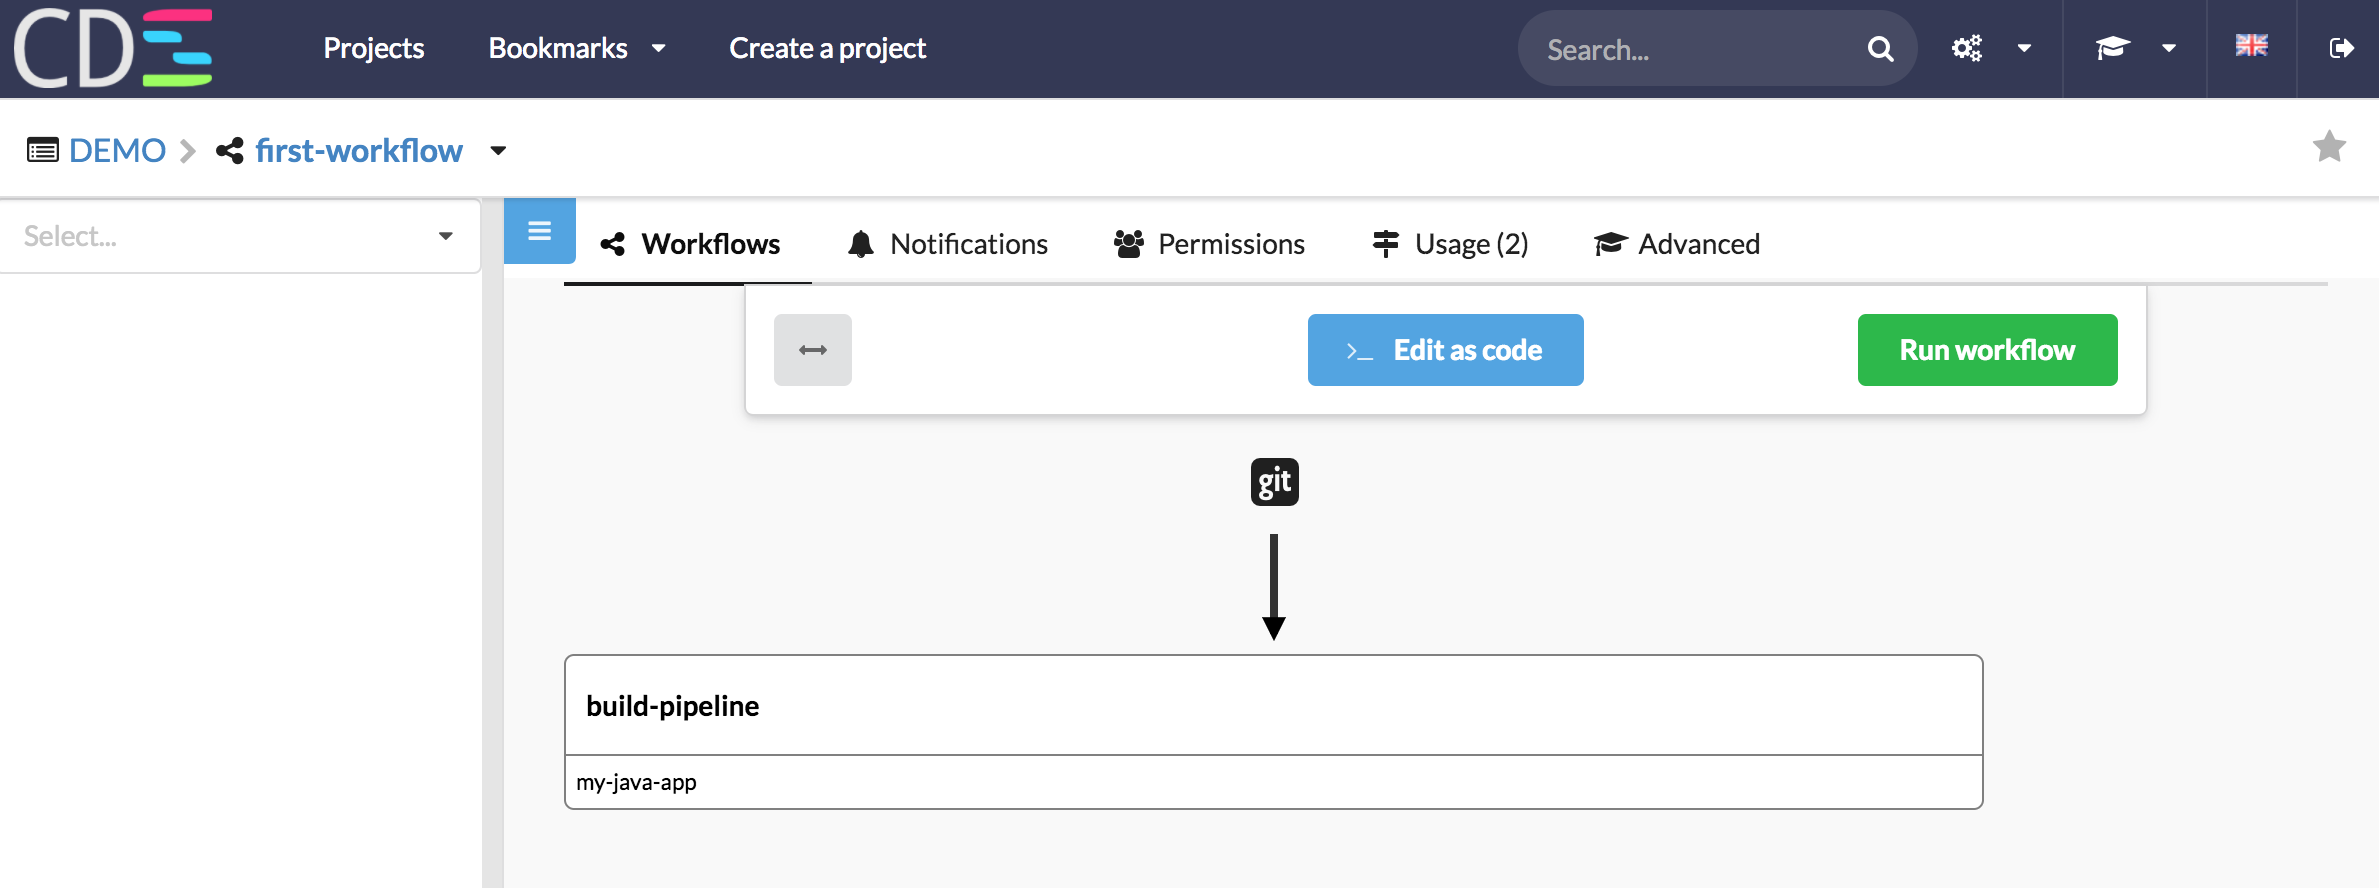 CDS
Projects Bookmarks Create a project Search...
DEMO first-workflow
Select...
Workflows Notifications Permissions Usage (2) Advanced
>_ Edit as code Run workflow
git
build-pipeline
my-java-app